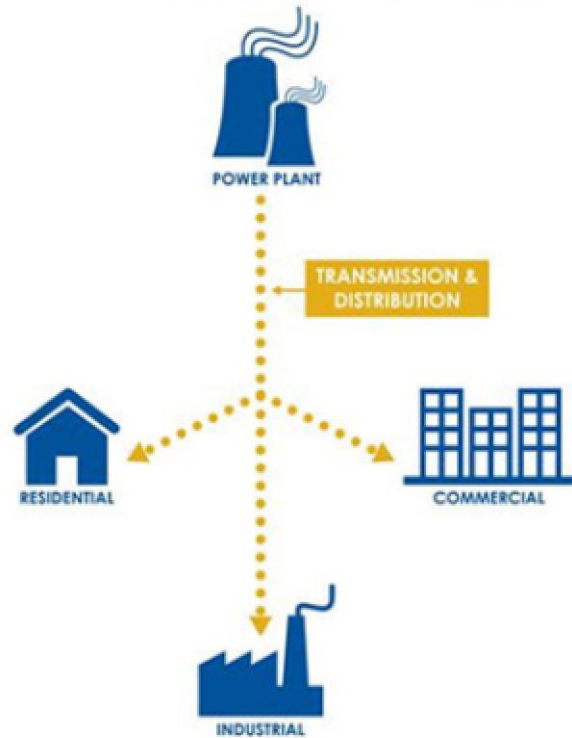 POWER PLANT
TRANSMISSION &
DISTRIBUTION
RESIDENTIAL
COMMERCIAL
INDUSTRIAL